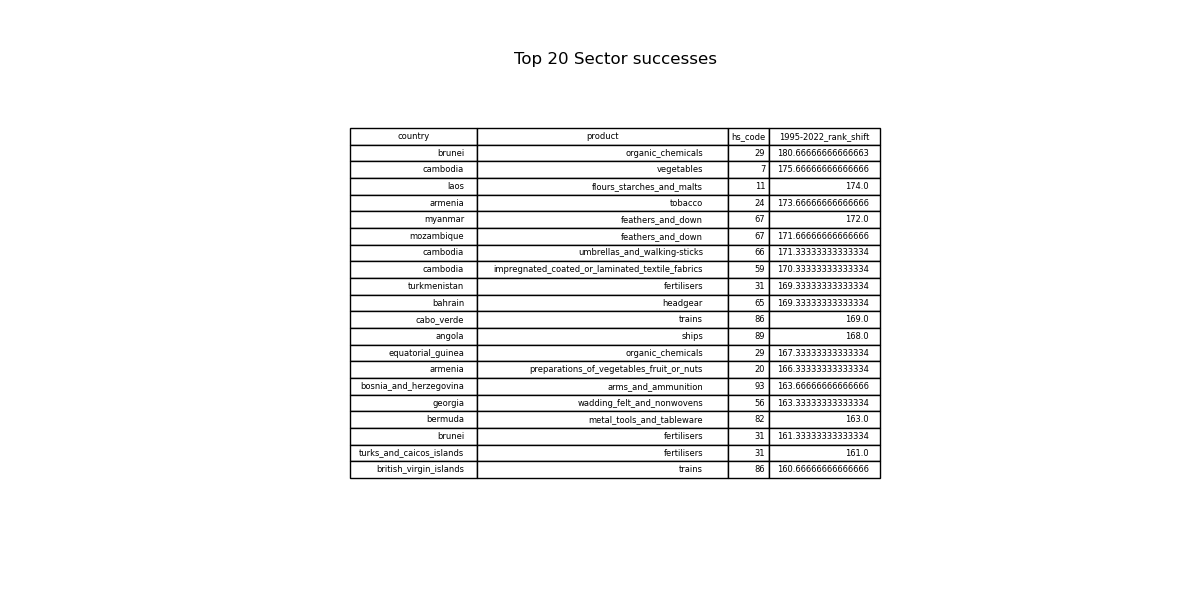 Top 20 Sector successes
country product hs_code 1995-2022_rank_shift
brunei organic_chemicals 29 180.66666666666663
cambodia vegetables 7 175.66666666666666
laos flours_starches_and_malts 11 174.0
armenia tobacco 24 173.66666666666666
myanmar feathers_and_down 67 172.0
mozambique feathers_and_down 67 171.66666666666666
cambodia umbrellas_and_walking-sticks 66 171.33333333333334
cambodia impregnated_coated_or_laminated_textile_fabrics 59 170.33333333333334
turkmenistan fertilisers 31 169.33333333333334
bahrain headgear 65 169.33333333333334
cabo_verde trains 86 169.0
angola ships 89 168.0
equatorial_guinea organic_chemicals 29 167.33333333333334
armenia preparations_of_vegetables_fruit_or_nuts 20 166.33333333333334
bosnia_and_herzegovina arms_and_ammunition 93 163.66666666666666
georgia wadding_felt_and_nonwovens 56 163.33333333333334
bermuda metal_tools_and_tableware 82 163.0
brunei fertilisers 31 161.33333333333334
turks_and_caicos_islands fertilisers 31 161.0
british_virgin_islands trains 86 160.66666666666666